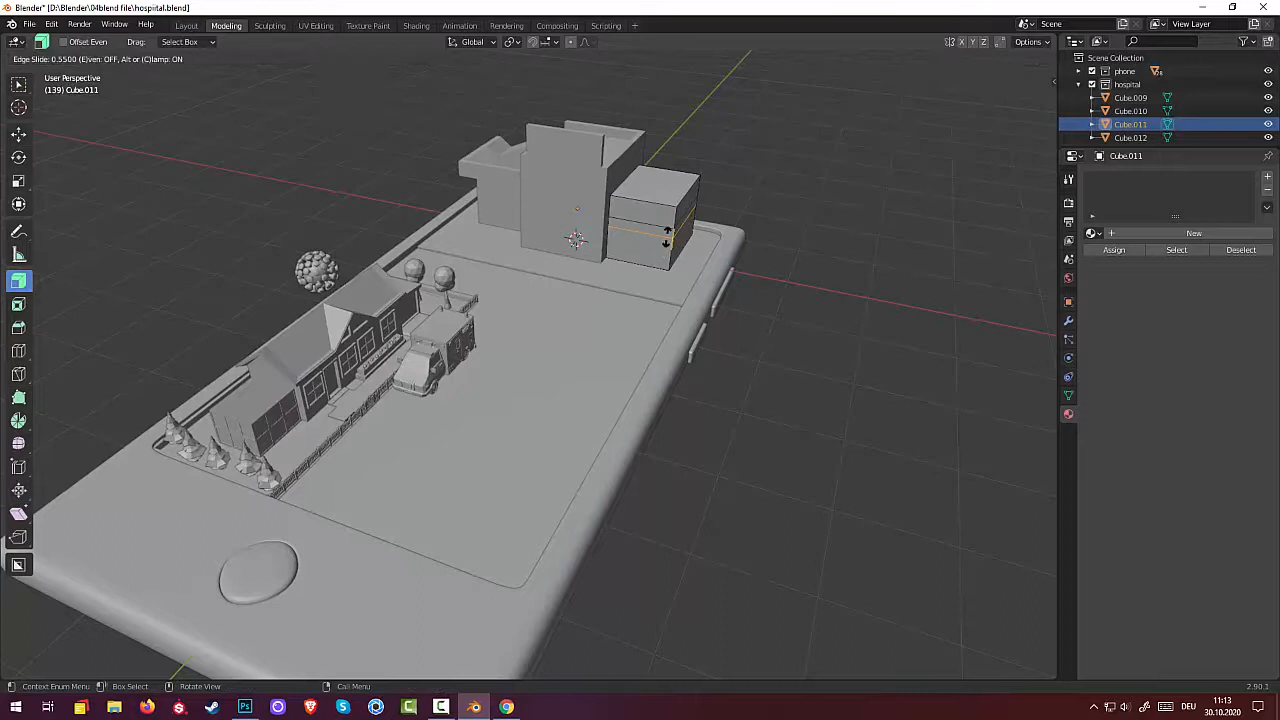 Blender* [D:\Blender\04blend file\hospiital.blend]
File Edit Render Window Help Layout Modeling Sculpting UV Editing Texture Paint Shading Animation Rendering Compositing Scripting + Scene View Layer
Offset Even Drag: Select Box Global X Y Z Options
Edge Slide: 0.5500 (E)ven: OFF, Alt or (C)lamp: ON
User Perspective
(139) Cube.011
Scene Collection
phone
hospital
Cube.009
Cube.010
Cube.011
Cube.012
Cube.011
New
Assign Select Deselect
Context Enum Menu Box Select Rotate View Call Menu 2.90.1
DEU 11:13
30.10.2020